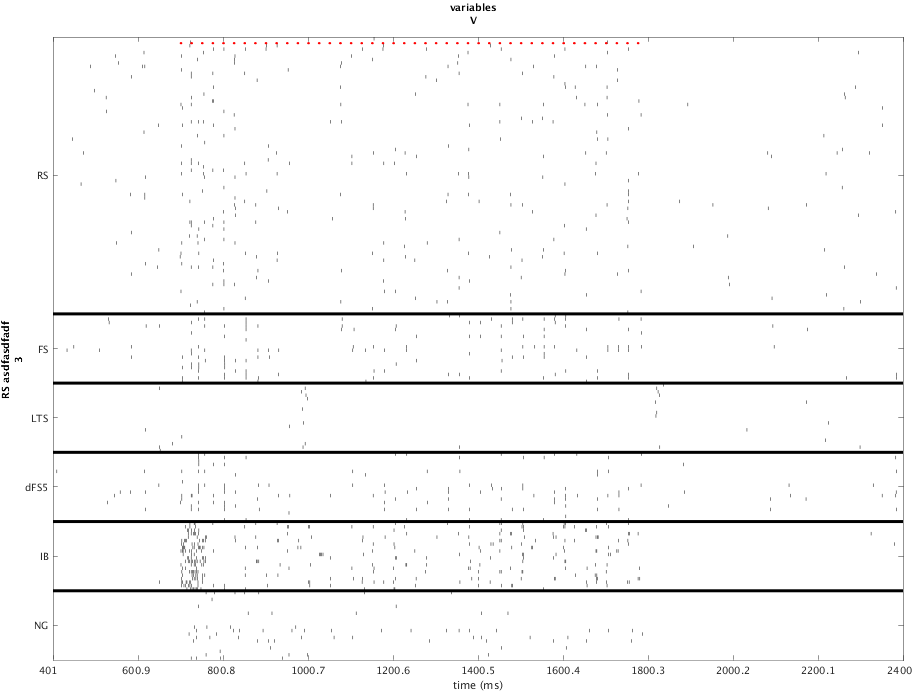 variables
V
RS asdfasdfadf
3
RS
FS
LTS
dFS5
IB
NG
401 600.9 800.8 1000.7 1200.6 1400.5 1600.4 1800.3 2000.2 2200.1 2400
time (ms)